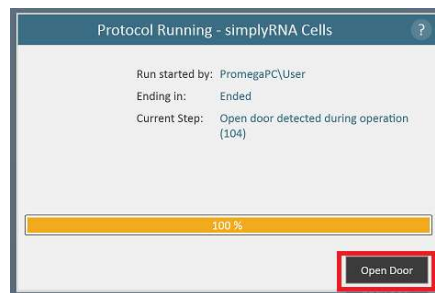 Protocol Running - simplyRNA Cells ?
Run started by: PromegaPC\User
Ending in: Ended
Current Step: Open door detected during operation
(104)
100 %
Open Door